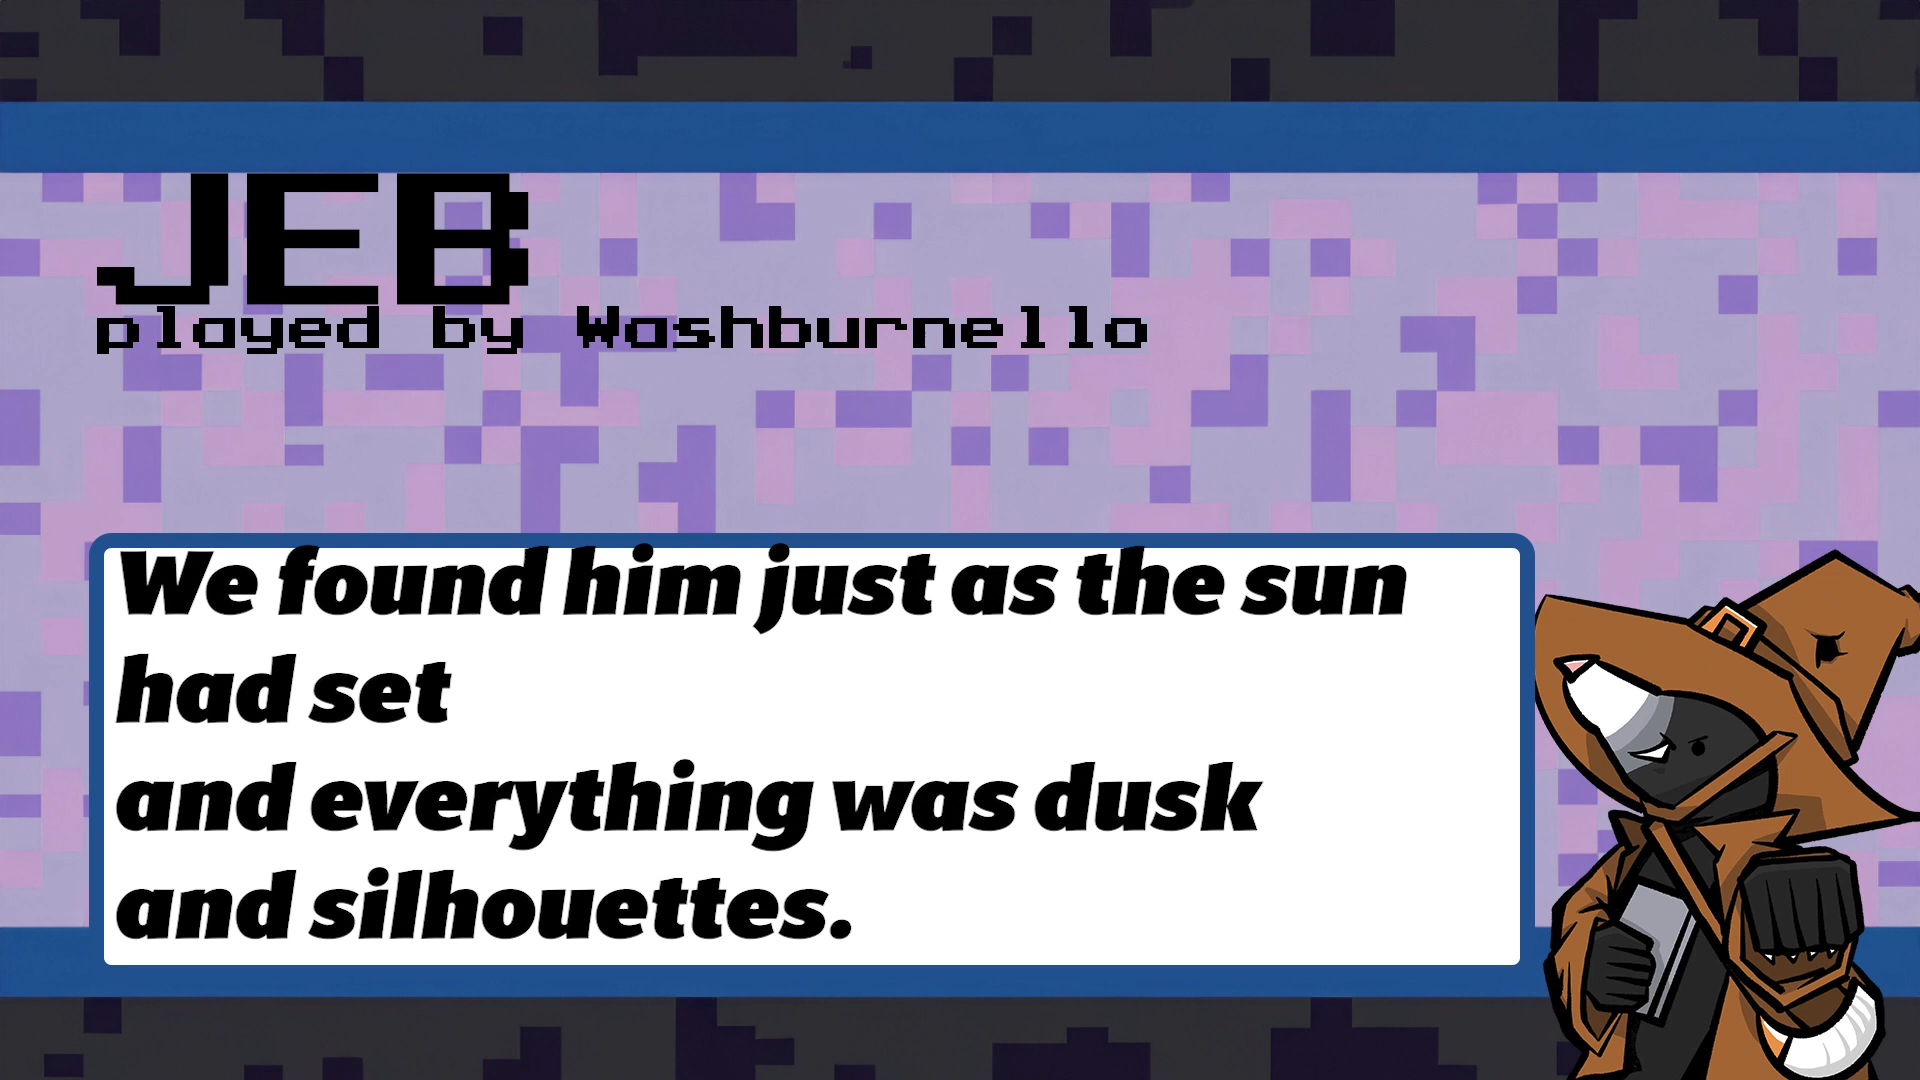 JEB
played by Washburnello
We found him just as the sun
had set
and everything was dusk
and silhouettes.